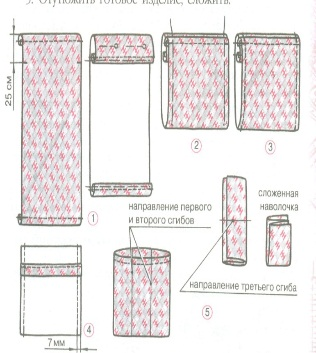 5. Отутюжить готовое изделие, сложить.
25 см
1
2
3
направление первого
и второго сгибов
сложенная
наволочка
направление третьего сгиба
4
7 мм
5